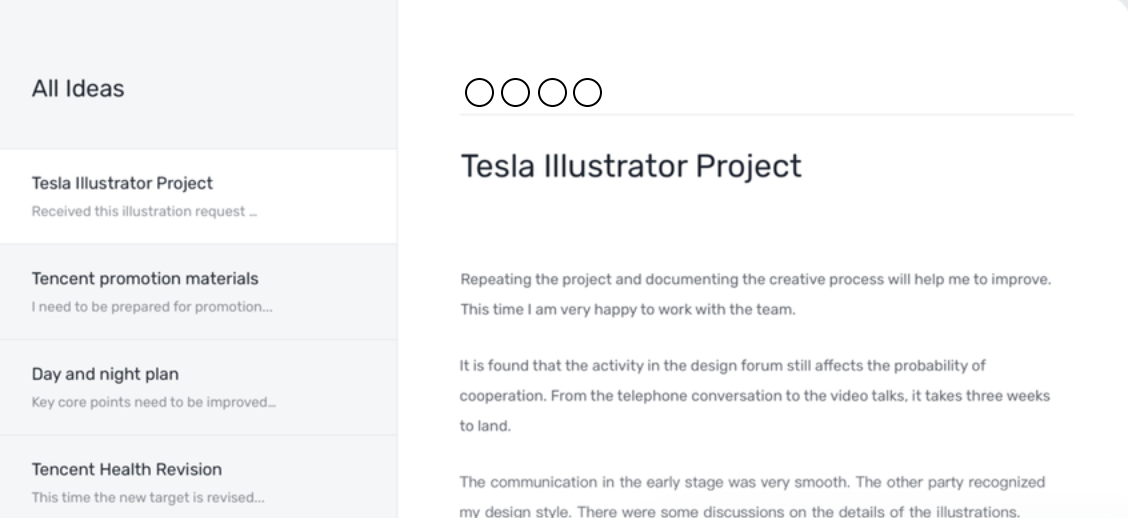 All Ideas
Tesla Illustrator Project
Received this illustration request ...
Tencent promotion materials
I need to be prepared for promotion...
Day and night plan
Key core points need to be improved...
Tencent Health Revision
This time the new target is revised...
Tesla Illustrator Project
Repeating the project and documenting the creative process will help me to improve.
This time I am very happy to work with the team.
It is found that the activity in the design forum still affects the probability of
cooperation. From the telephone conversation to the video talks, it takes three weeks
to land.
The communication in the early stage was very smooth. The other party recognized
my design style. There were some discussions on the details of the illustrations.